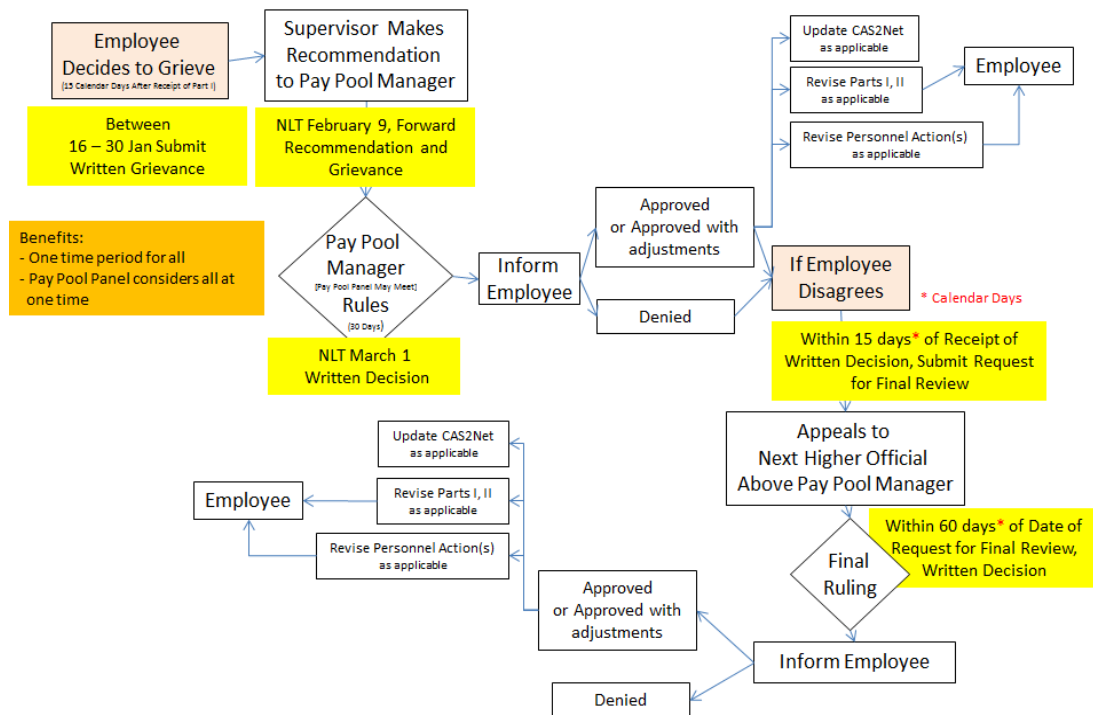 Employee
Decides to Grieve
(15 Calendar Days After Receipt of Part I)
Between
16 – 30 Jan Submit
Written Grievance
Supervisor Makes
Recommendation
to Pay Pool Manager
NLT February 9, Forward
Recommendation and
Grievance
Benefits:
- One time period for all
- Pay Pool Panel considers all at
one time
Pay Pool
Manager
[Pay Pool Panel May Meet]
Rules
(30 Days)
NLT March 1
Written Decision
Inform
Employee
Approved
or Approved with
adjustments
Denied
Update CAS2Net
as applicable
Revise Parts I, II
as applicable
Revise Personnel Action(s)
as applicable
Employee
If Employee
Disagrees
* Calendar Days
Within 15 days* of Receipt of
Written Decision, Submit Request
for Final Review
Appeals to
Next Higher Official
Above Pay Pool Manager
Within 60 days* of Date of
Request for Final Review,
Written Decision
Final
Ruling
Inform Employee
Approved
or Approved with
adjustments
Denied
Update CAS2Net
as applicable
Revise Parts I, II
as applicable
Revise Personnel Action(s)
as applicable
Employee